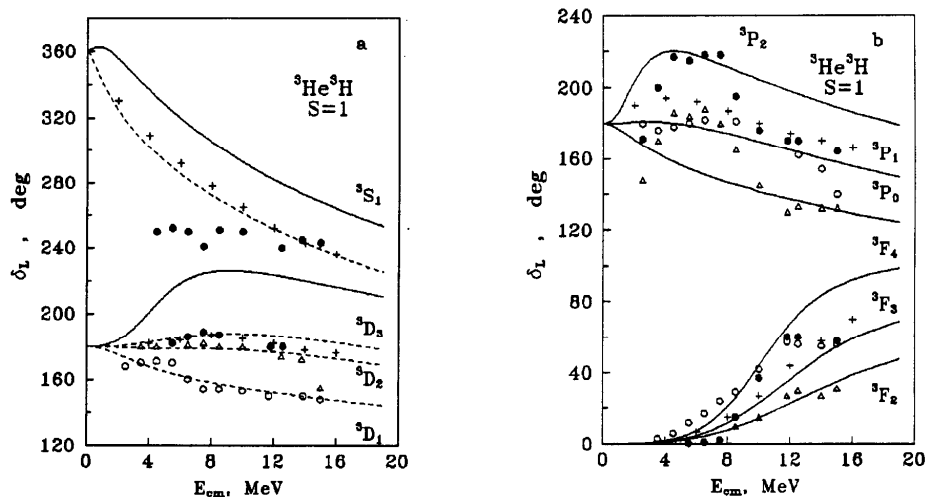 360
320
280
240
200
160
120
δL , deg
a
³He³H
S=1
³S₁
³D₃
³D₂
³D₁
0 4 8 12 16 20
Ecm, MeV
240
200
160
120
80
40
0
δL , deg
b
³P₂
³He³H
S=1
³P₁
³P₀
³F₄
³F₃
³F₂
0 4 8 12 16 20
Ecm, MeV